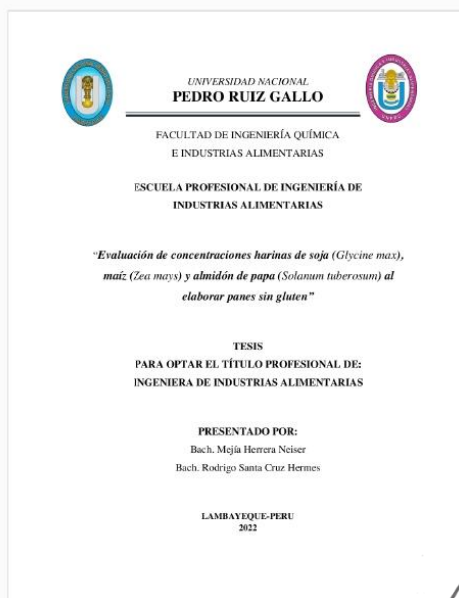 UNIVERSIDAD NACIONAL
PEDRO RUIZ GALLO
FACULTAD DE INGENIERÍA QUÍMICA
E INDUSTRIAS ALIMENTARIAS
ESCUELA PROFESIONAL DE INGENIERÍA DE
INDUSTRIAS ALIMENTARIAS
“Evaluación de concentraciones harinas de soja (Glycine max),
maíz (Zea mays) y almidón de papa (Solanum tuberosum) al
elaborar panes sin gluten”
TESIS
PARA OPTAR EL TÍTULO PROFESIONAL DE:
INGENIERA DE INDUSTRIAS ALIMENTARIAS
PRESENTADO POR:
Bach. Mejía Herrera Neiser
Bach. Rodrigo Santa Cruz Hermes
LAMBAYEQUE-PERU
2022